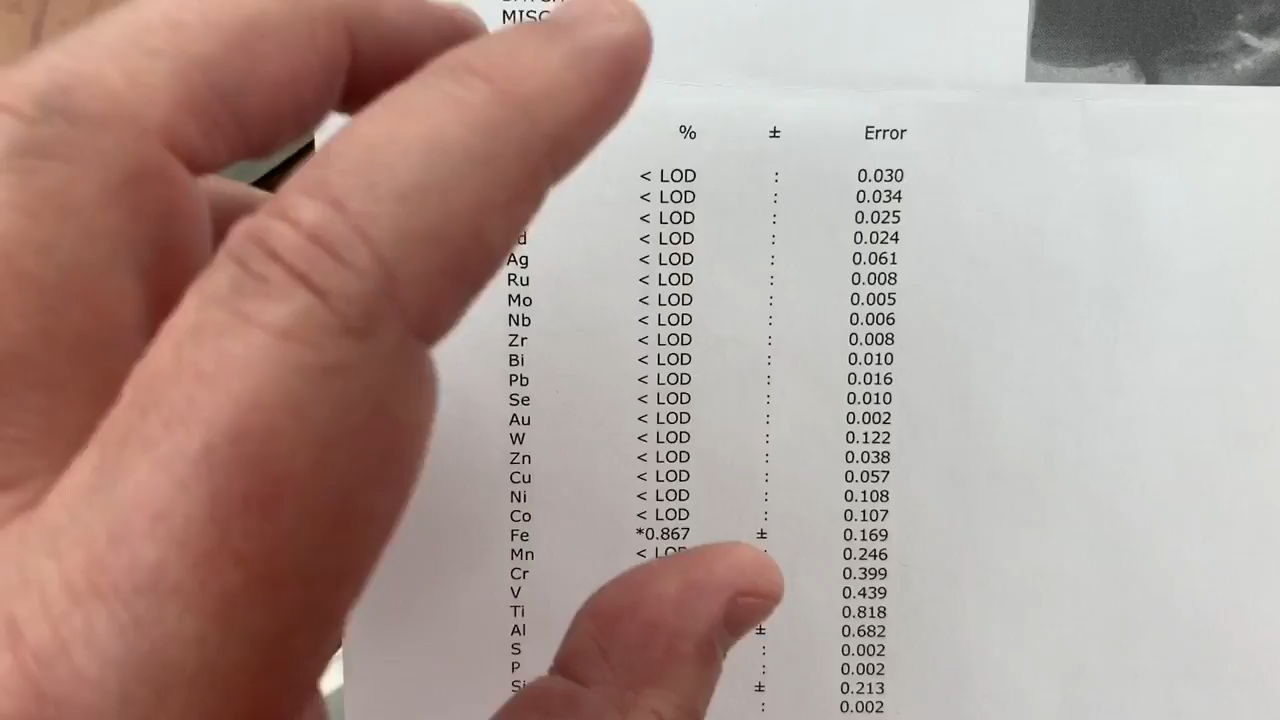 MISC
% ± Error
< LOD : 0.030
< LOD : 0.034
< LOD : 0.025
< LOD : 0.024
Ag < LOD : 0.061
Ru < LOD : 0.008
Mo < LOD : 0.005
Nb < LOD : 0.006
Zr < LOD : 0.008
Bi < LOD : 0.010
Pb < LOD : 0.016
Se < LOD : 0.010
Au < LOD : 0.002
W < LOD : 0.122
Zn < LOD : 0.038
Cu < LOD : 0.057
Ni < LOD : 0.108
Co < LOD : 0.107
Fe *0.867 ± 0.169
Mn < LOD : 0.246
Cr 0.399
V 0.439
Ti 0.818
Al ± 0.682
S : 0.002
P : 0.002
Si ± 0.213
: 0.002